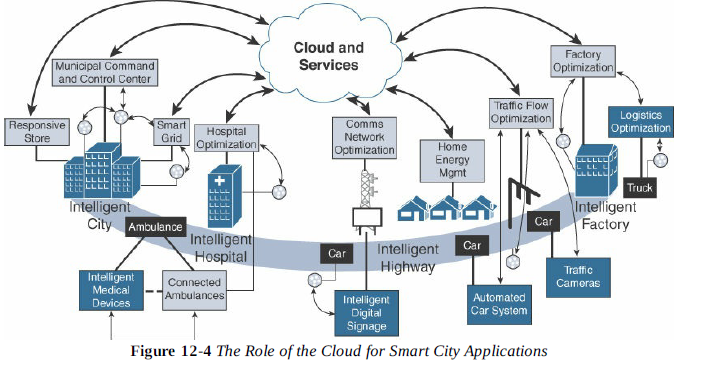 Cloud and
Services
Municipal Command
and Control Center
Factory
Optimization
Responsive
Store
Smart
Grid
Hospital
Optimization
Comms
Network
Optimization
Home
Energy
Mgmt
Traffic Flow
Optimization
Logistics
Optimization
Truck
Intelligent
City
Ambulance
Intelligent
Hospital
Car
Intelligent
Highway
Car
Car
Intelligent
Factory
Intelligent
Medical
Devices
Connected
Ambulances
Intelligent
Digital
Signage
Automated
Car System
Traffic
Cameras
Figure 12-4 The Role of the Cloud for Smart City Applications